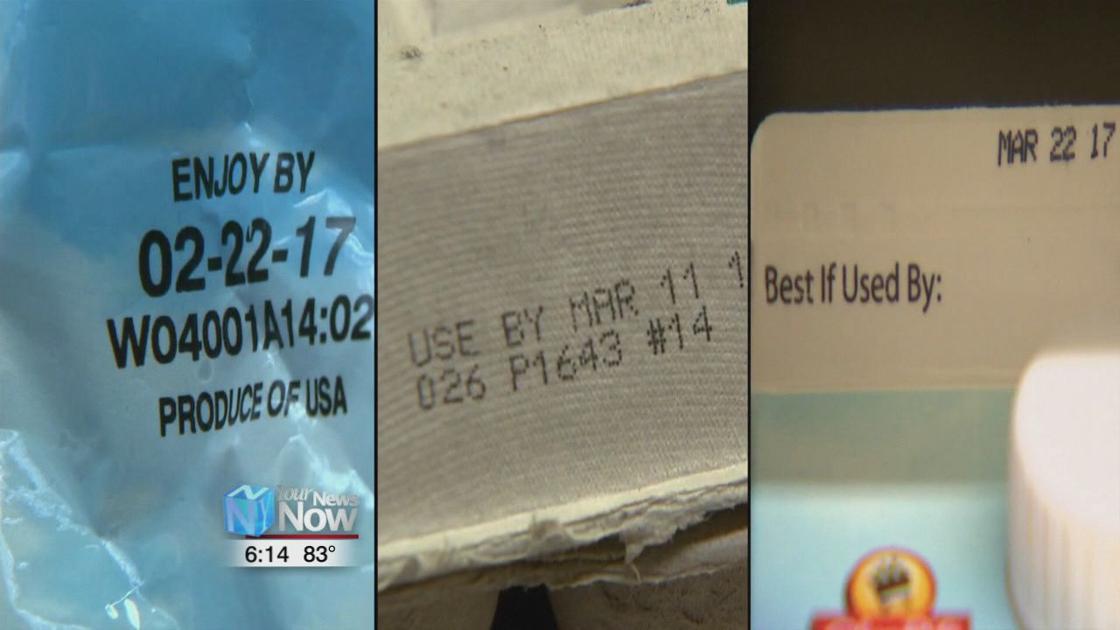 ENJOY BY
02-22-17
W04001A14:02
PRODUCE OF USA
Your News
Now
6:14 83°
USE BY MAR 11 1
026 P1643 #14
MAR 22 17
Best If Used By: